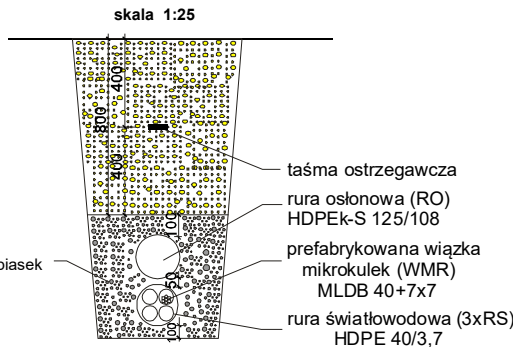 skala 1:25
400
800
400
taśma ostrzegawcza
rura osłonowa (RO)
HDPEk-S 125/108
100
prefabrykowana wiązka
mikrokulek (WMR)
MLDB 40+7x7
piasek
50
rura światłowodowa (3xRS)
HDPE 40/3,7
100